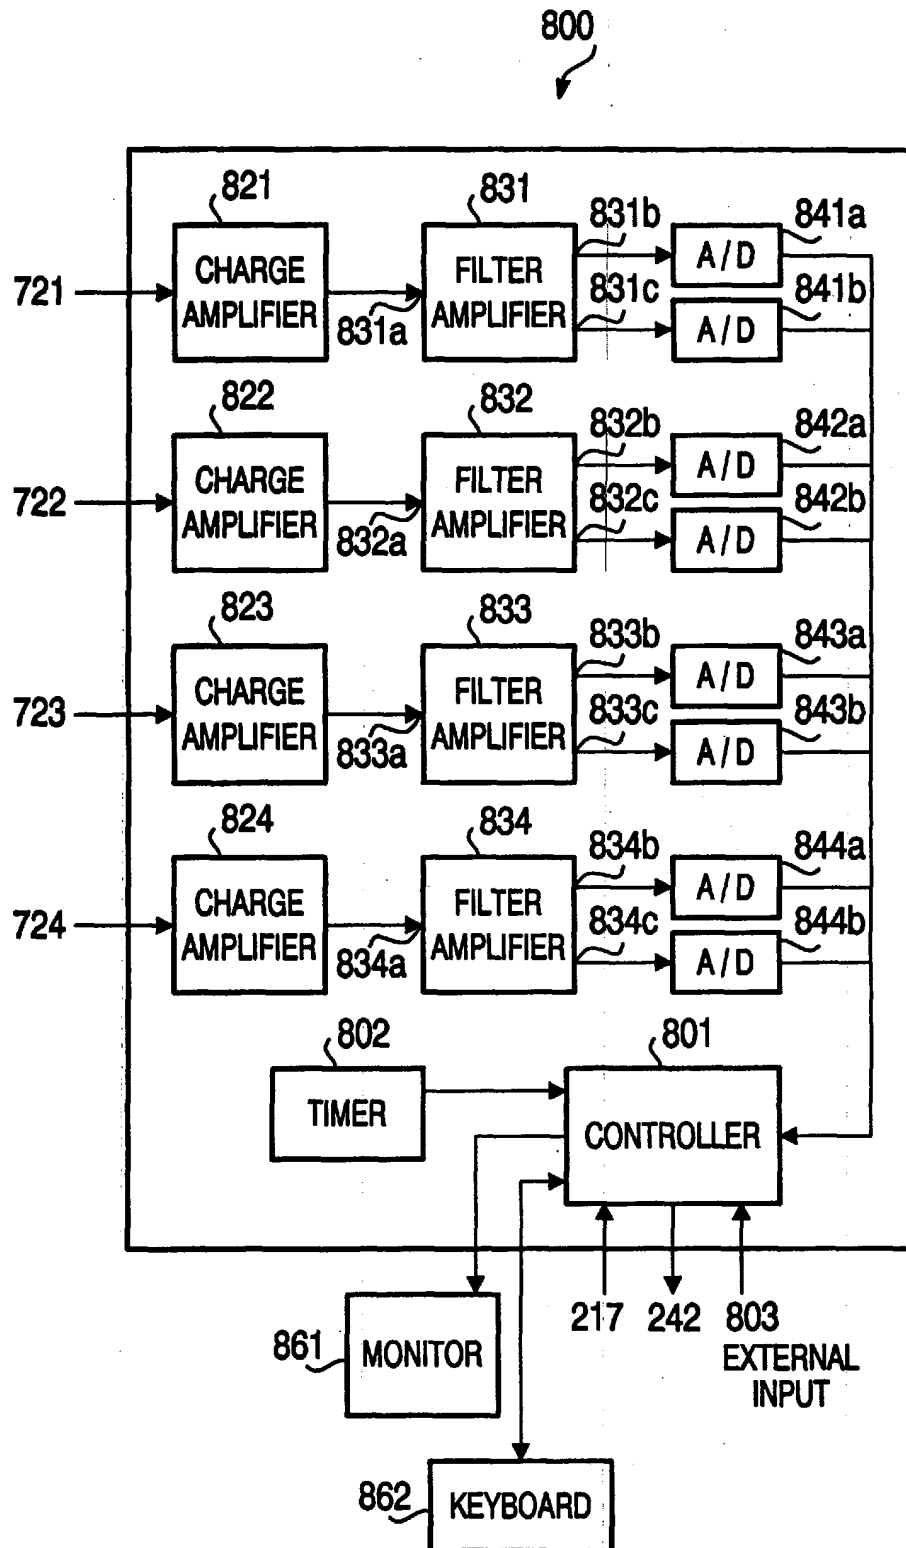 800
821
831
831b
841a
CHARGE
AMPLIFIER
FILTER
AMPLIFIER
A/D
721
831a
831c
841b
A/D
822
832
832b
842a
CHARGE
AMPLIFIER
FILTER
AMPLIFIER
A/D
722
832a
832c
842b
A/D
823
833
833b
843a
CHARGE
AMPLIFIER
FILTER
AMPLIFIER
A/D
723
833a
833c
843b
A/D
824
834
834b
844a
CHARGE
AMPLIFIER
FILTER
AMPLIFIER
A/D
724
834a
834c
844b
A/D
802
801
TIMER
CONTROLLER
217
242
803
EXTERNAL
INPUT
861
MONITOR
862
KEYBOARD